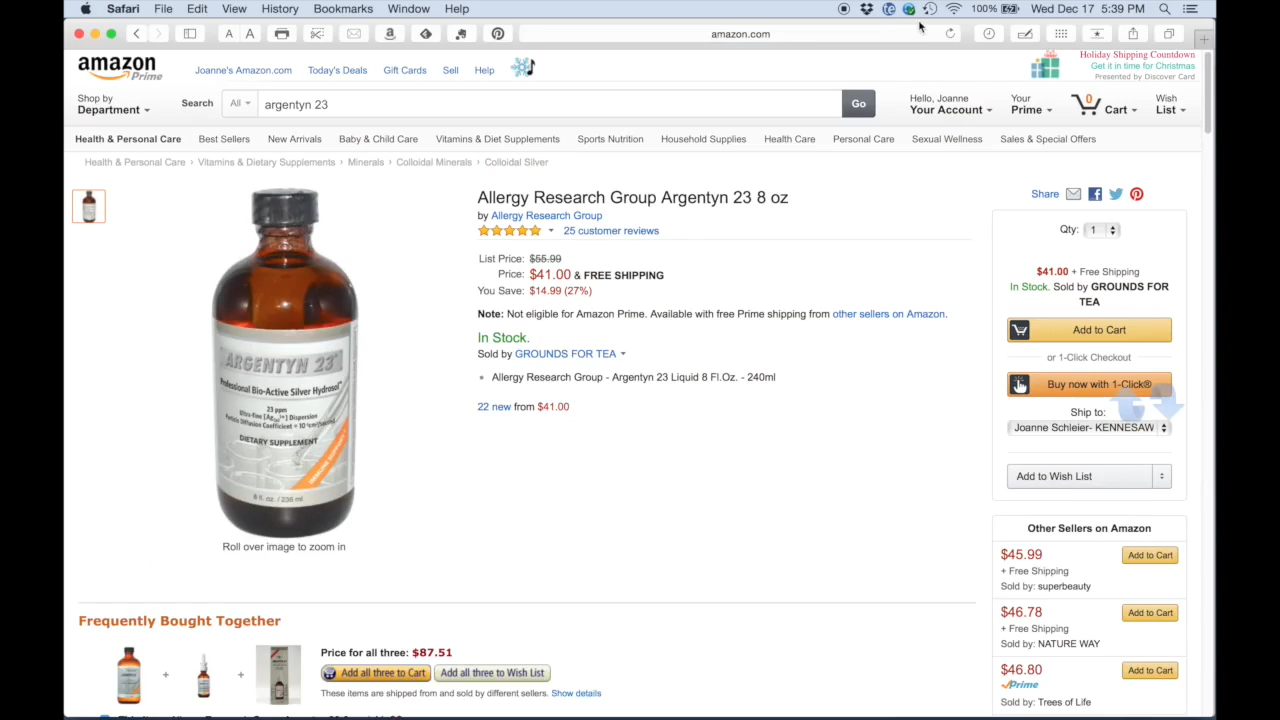 Safari File Edit View History Bookmarks Window Help 100% Wed Dec 17 5:39 PM
A A a
amazon.com
amazon Prime
Joanne's Amazon.com Today's Deals Gift Cards Sell Help
Holiday Shipping Countdown
Get it in time for Christmas
Presented by Discover Card
Shop by Department
Search All argentyn 23 Go
Hello, Joanne Your Account
Your Prime
0 Cart
Wish List
Health & Personal Care Best Sellers New Arrivals Baby & Child Care Vitamins & Diet Supplements Sports Nutrition Household Supplies Health Care Personal Care Sexual Wellness Sales & Special Offers
Health & Personal Care › Vitamins & Dietary Supplements › Minerals › Colloidal Minerals › Colloidal Silver
ARGENTYN 23
Professional Bio-Active Silver Hydrosol
23 ppm
DIETARY SUPPLEMENT
8 fl. oz. / 236 ml
Roll over image to zoom in
Allergy Research Group Argentyn 23 8 oz
by Allergy Research Group
25 customer reviews
List Price: $55.99
Price: $41.00 & FREE SHIPPING
You Save: $14.99 (27%)
Note: Not eligible for Amazon Prime. Available with free Prime shipping from other sellers on Amazon.
In Stock.
Sold by GROUNDS FOR TEA
Allergy Research Group - Argentyn 23 Liquid 8 Fl.Oz. - 240ml
22 new from $41.00
Share
Qty: 1
$41.00 + Free Shipping
In Stock. Sold by GROUNDS FOR
TEA
Add to Cart
or 1-Click Checkout
Buy now with 1-Click®
Ship to:
Joanne Schleier- KENNESAW
Add to Wish List
Other Sellers on Amazon
$45.99 Add to Cart
+ Free Shipping
Sold by: superbeauty
$46.78 Add to Cart
+ Free Shipping
Sold by: NATURE WAY
$46.80 Add to Cart
Prime
Sold by: Trees of Life
Frequently Bought Together
Price for all three: $87.51
Add all three to Cart Add all three to Wish List
These items are shipped from and sold by different sellers. Show details